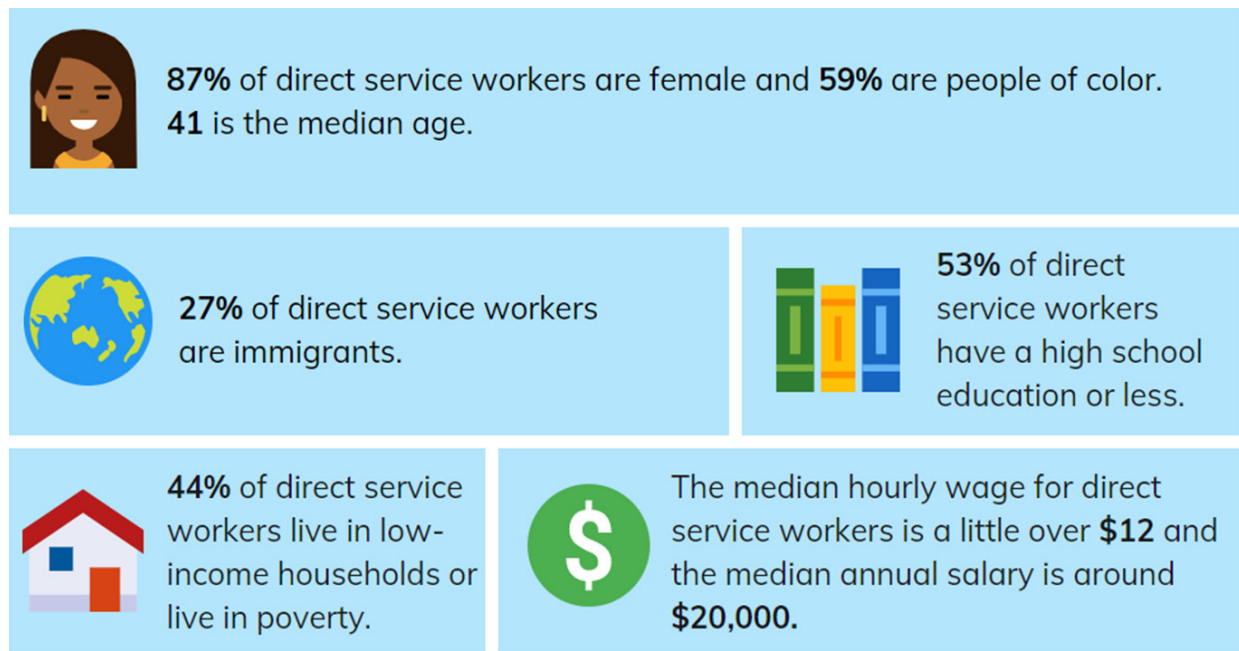 87% of direct service workers are female and 59% are people of color.
41 is the median age.
27% of direct service workers
are immigrants.
53% of direct
service workers
have a high school
education or less.
44% of direct service
workers live in low-
income households or
live in poverty.
$
The median hourly wage for direct
service workers is a little over $12 and
the median annual salary is around
$20,000.